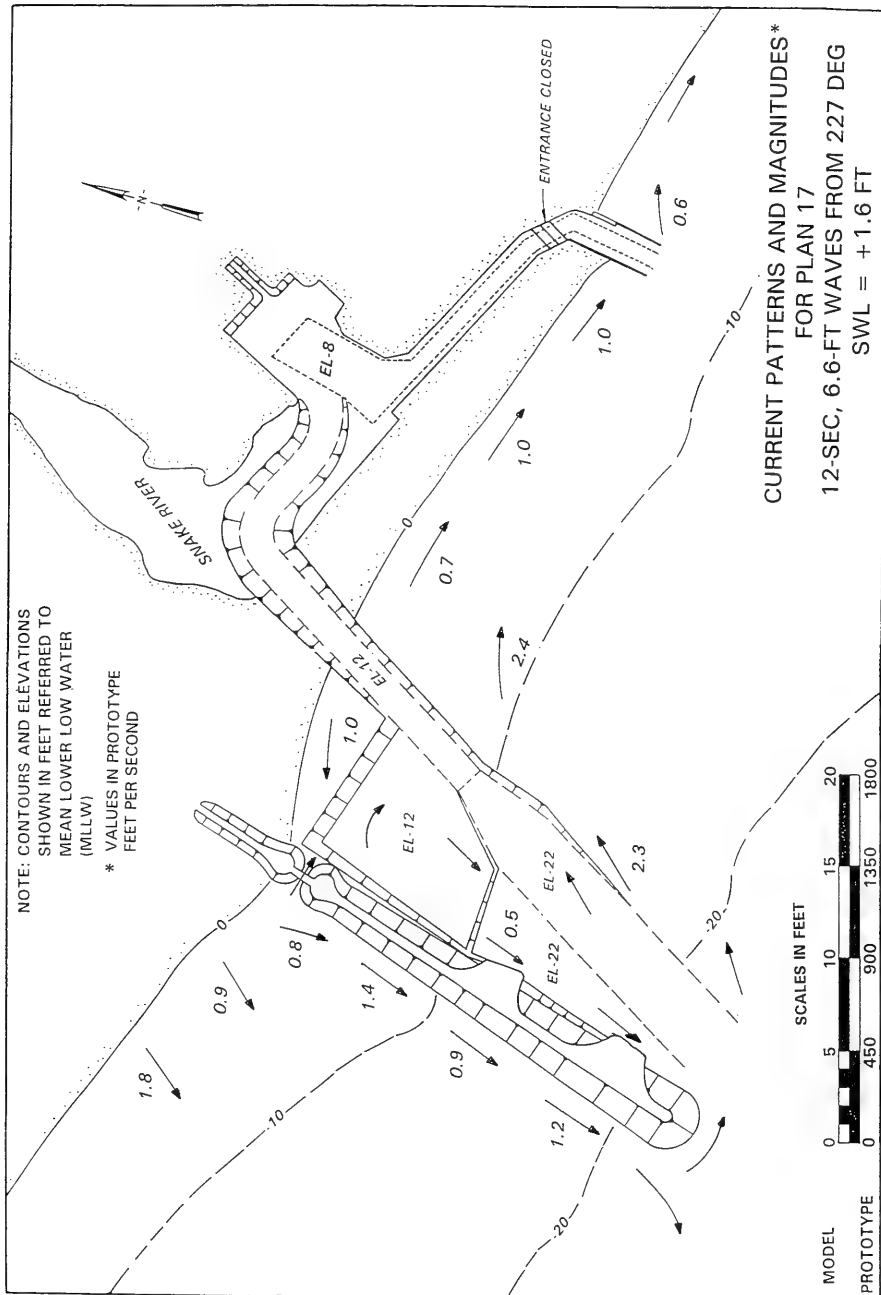 NOTE: CONTOURS AND ELEVATIONS
SHOWN IN FEET REFERRED TO
MEAN LOWER LOW WATER
(MLLW)
* VALUES IN PROTOTYPE
FEET PER SECOND
SNAKE RIVER
-N-
ENTRANCE CLOSED
EL-8
EL-12
EL-12
EL-22
EL-22
0
0
-10
-10
-20
-20
1.8
0.9
0.8
1.4
0.9
1.2
1.0
0.5
2.3
2.4
0.7
1.0
1.0
0.6
SCALES IN FEET
MODEL 0 5 10 15 20
PROTOTYPE 0 450 900 1350 1800
CURRENT PATTERNS AND MAGNITUDES*
FOR PLAN 17
12-SEC, 6.6-FT WAVES FROM 227 DEG
SWL = +1.6 FT